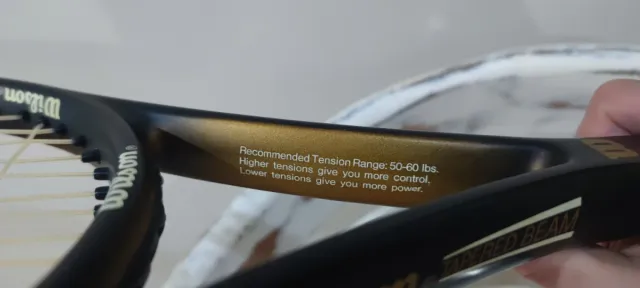 Wilson
Wilson
Recommended Tension Range: 50-60 lbs.
Higher tensions give you more control.
Lower tensions give you more power.
TAPERED BEAM